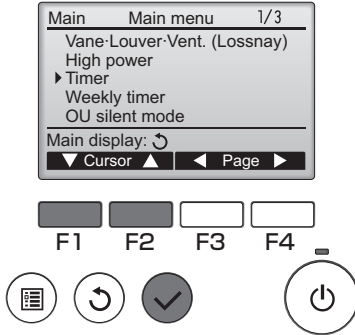 Main Main menu 1/3
Vane·Louver·Vent. (Lossnay)
High power
Timer
Weekly timer
OU silent mode
Main display:
Cursor Page
F1 F2 F3 F4